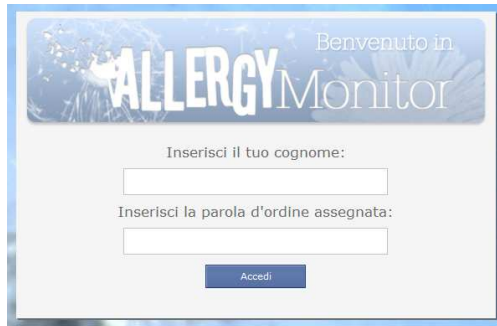 Benvenuto in
ALLERGYMonitor
Inserisci il tuo cognome:
Inserisci la parola d'ordine assegnata:
Accedi